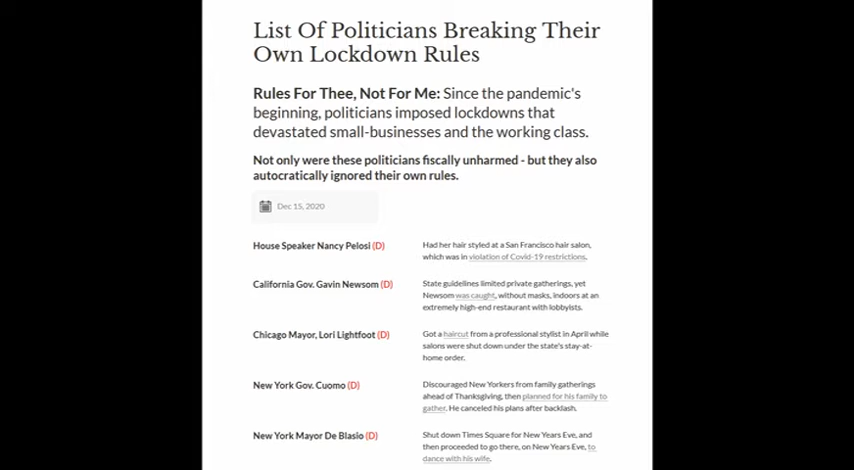 List Of Politicians Breaking Their
Own Lockdown Rules
Rules For Thee, Not For Me: Since the pandemic's
beginning, politicians imposed lockdowns that
devastated small-businesses and the working class.
Not only were these politicians fiscally unharmed - but they also
autocratically ignored their own rules.
Dec 15, 2020
House Speaker Nancy Pelosi (D)
Had her hair styled at a San Francisco hair salon,
which was in violation of Covid-19 restrictions.
California Gov. Gavin Newsom (D)
State guidelines limited private gatherings, yet
Newsom was caught, without masks, indoors at an
extremely high-end restaurant with lobbyists.
Chicago Mayor, Lori Lightfoot (D)
Got a haircut from a professional stylist in April while
salons were shut down under the state's stay-at-
home order.
New York Gov. Cuomo (D)
Discouraged New Yorkers from family gatherings
ahead of Thanksgiving, then planned for his family to
gather. He canceled his plans after backlash.
New York Mayor De Blasio (D)
Shut down Times Square for New Years Eve, and
then proceeded to go there, on New Years Eve, to
dance with his wife.